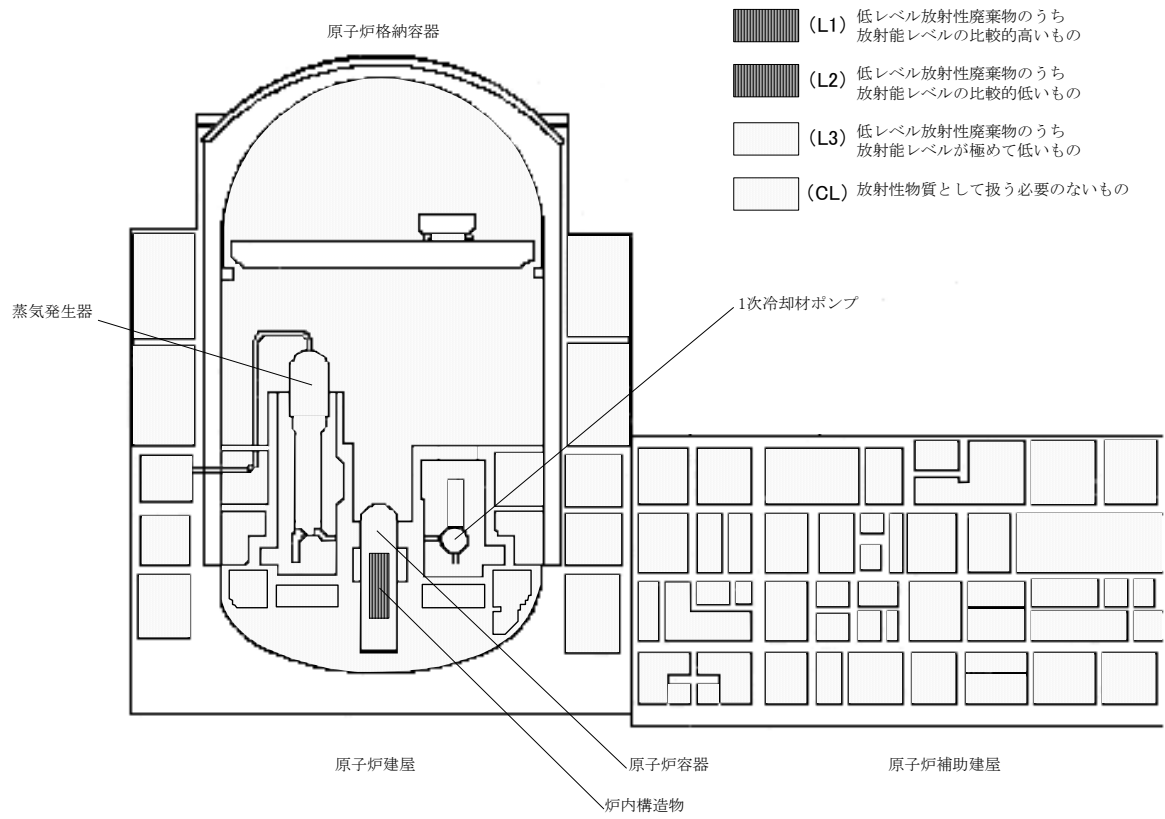 原子炉格納容器
(L1) 低レベル放射性廃棄物のうち
放射能レベルの比較的高いもの
(L2) 低レベル放射性廃棄物のうち
放射能レベルの比較的低いもの
(L3) 低レベル放射性廃棄物のうち
放射能レベルが極めて低いもの
(CL) 放射性物質として扱う必要のないもの
蒸気発生器
1次冷却材ポンプ
原子炉建屋
原子炉容器
原子炉補助建屋
炉内構造物